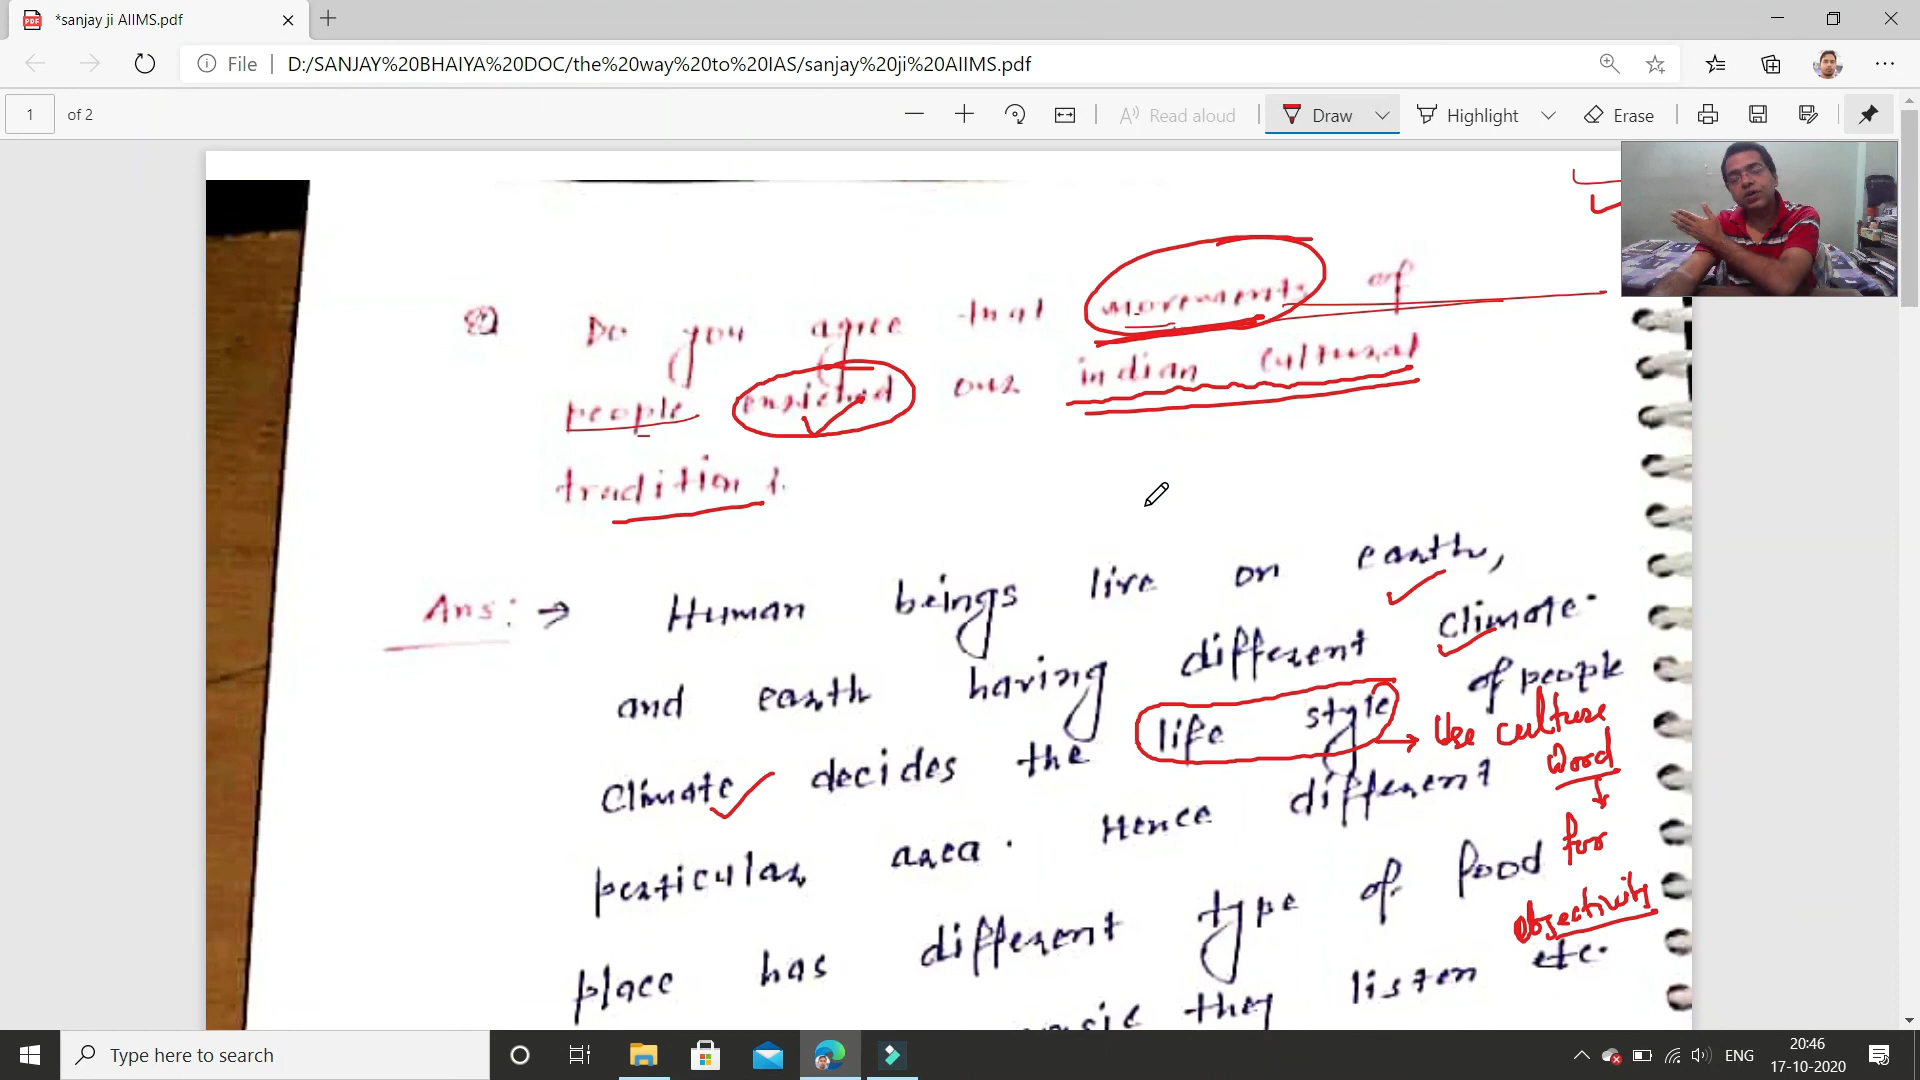 *sanjay ji AIIMS.pdf
File
D:/SANJAY%20BHAIYA%20DOC/the%20way%20to%20IAS/sanjay%20ji%20AIIMS.pdf
1 of 2
Read aloud
Draw
Highlight
Erase
Do you agree that movements of
people enriched our indian cultural
tradition ?
Ans: → Human beings live on earth,
and earth having different climate.
Climate decides the life style of people
→ Use culture
word
↓
for
objectivity
perticular area. Hence different
place has different type of food
they listen etc.
Type here to search
ENG
20:46
17-10-2020